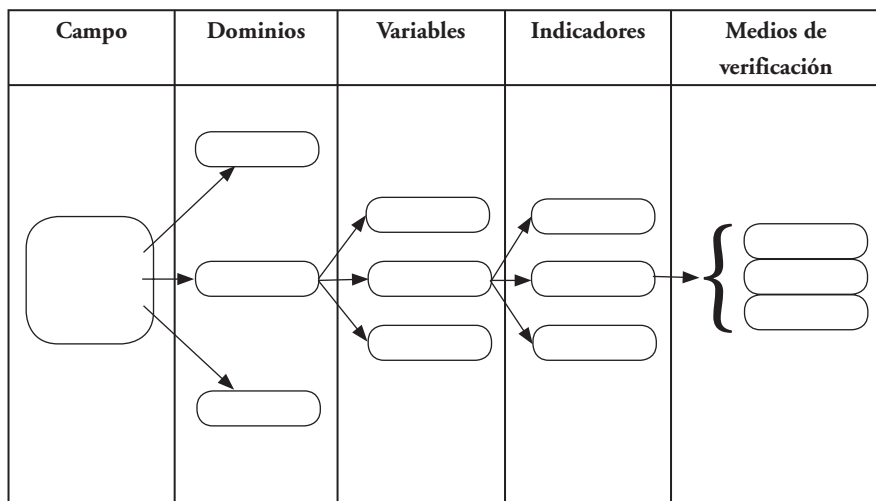 Campo
Dominios
Variables
Indicadores
Medios de
verificación